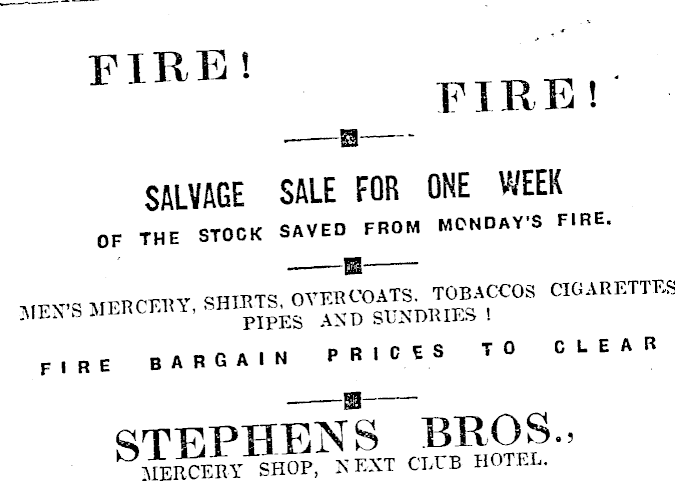 FIRE!
FIRE!
SALVAGE SALE FOR ONE WEEK
OF THE STOCK SAVED FROM MONDAY'S FIRE.
MEN'S MERCERY, SHIRTS, OVERCOATS, TOBACCOS CIGARETTES
PIPES AND SUNDRIES!
FIRE BARGAIN PRICES TO CLEAR
STEPHENS BROS.,
MERCERY SHOP, NEXT CLUB HOTEL.